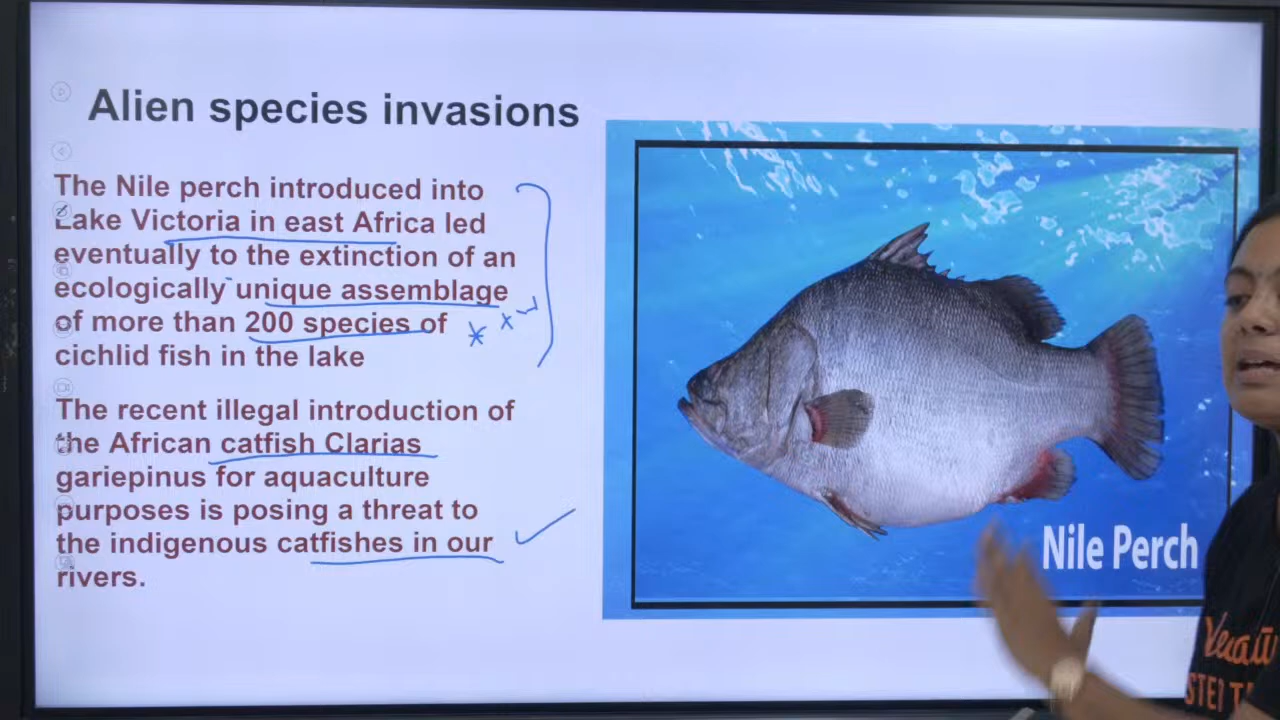 Alien species invasions
The Nile perch introduced into
Lake Victoria in east Africa led
eventually to the extinction of an
ecologically unique assemblage
of more than 200 species of
cichlid fish in the lake
The recent illegal introduction of
the African catfish Clarias
gariepinus for aquaculture
purposes is posing a threat to
the indigenous catfishes in our
rivers.
Nile Perch